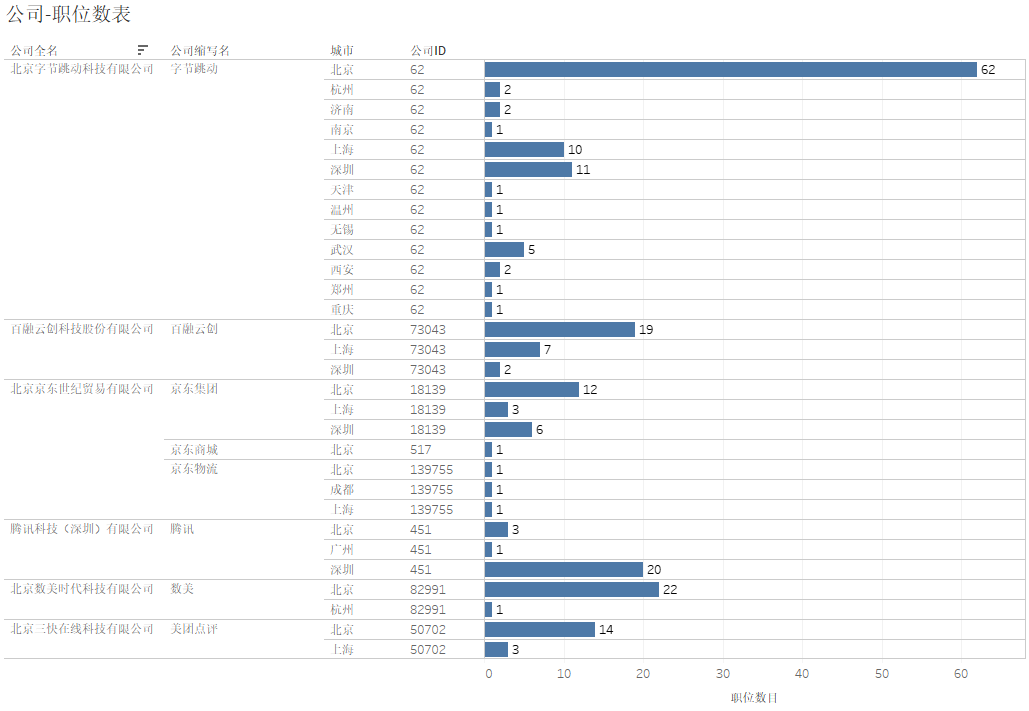 公司-职位数表
公司全名 公司缩写名 城市 公司ID
北京字节跳动科技有限公司 字节跳动 北京 62 62
杭州 62 2
济南 62 2
南京 62 1
上海 62 10
深圳 62 11
天津 62 1
温州 62 1
无锡 62 1
武汉 62 5
西安 62 2
郑州 62 1
重庆 62 1
百融云创科技股份有限公司 百融云创 北京 73043 19
上海 73043 7
深圳 73043 2
北京京东世纪贸易有限公司 京东集团 北京 18139 12
上海 18139 3
深圳 18139 6
京东商城 北京 517 1
京东物流 北京 139755 1
成都 139755 1
上海 139755 1
腾讯科技（深圳）有限公司 腾讯 北京 451 3
广州 451 1
深圳 451 20
北京数美时代科技有限公司 数美 北京 82991 22
杭州 82991 1
北京三快在线科技有限公司 美团点评 北京 50702 14
上海 50702 3
0 10 20 30 40 50 60
职位数目